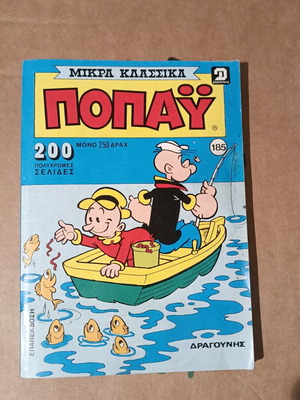 ΜΙΚΡΑ ΚΛΑΣΣΙΚΑ
ΠΟΠΑΫ
200
ΜΟΝΟ 250 ΔΡΑΧ.
ΠΟΛΥΧΡΩΜΕΣ
ΣΕΛΙΔΕΣ
185
ΕΠΑΝΕΚΔΟΣΗ
ΔΡΑΓΟΥΝΗΣ